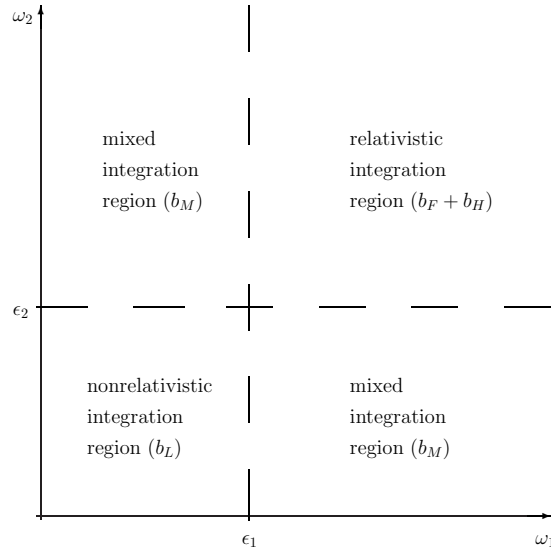 ω₂
mixed
integration
region (b_M)
relativistic
integration
region (b_F + b_H)
ϵ₂
nonrelativistic
integration
region (b_L)
mixed
integration
region (b_M)
ϵ₁
ω₁